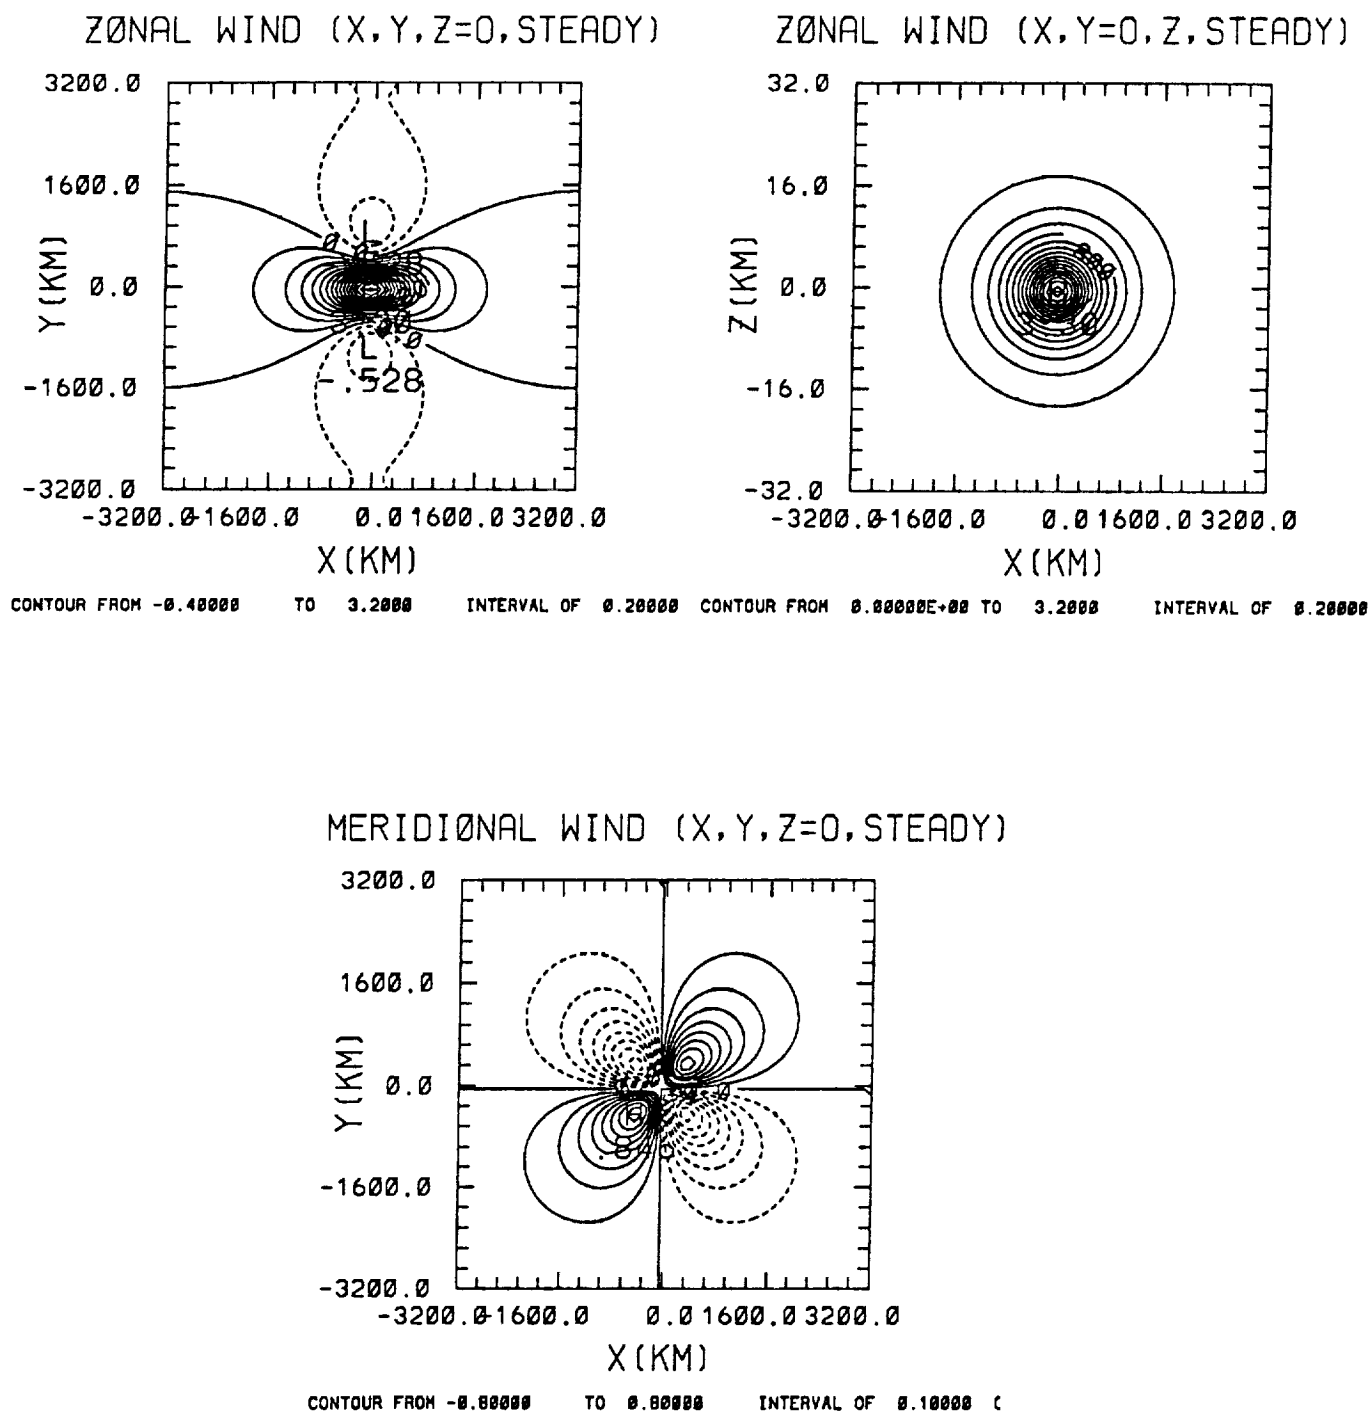 ZØNAL WIND (X,Y,Z=0,STEADY)
3200.0
1600.0
0.0
-1600.0
-3200.0
Y(KM)
L
L
-.528
-3200.0 -1600.0 0.0 1600.0 3200.0
X(KM)
CONTOUR FROM -0.40000 TO 3.2000 INTERVAL OF 0.20000
ZØNAL WIND (X,Y=0,Z,STEADY)
32.0
16.0
0.0
-16.0
-32.0
Z(KM)
-3200.0 -1600.0 0.0 1600.0 3200.0
X(KM)
CONTOUR FROM 0.00000E+00 TO 3.2000 INTERVAL OF 0.20000
MERIDIØNAL WIND (X,Y,Z=0,STEADY)
3200.0
1600.0
0.0
-1600.0
-3200.0
Y(KM)
-3200.0 -1600.0 0.0 1600.0 3200.0
X(KM)
CONTOUR FROM -0.80000 TO 0.80000 INTERVAL OF 0.10000 C